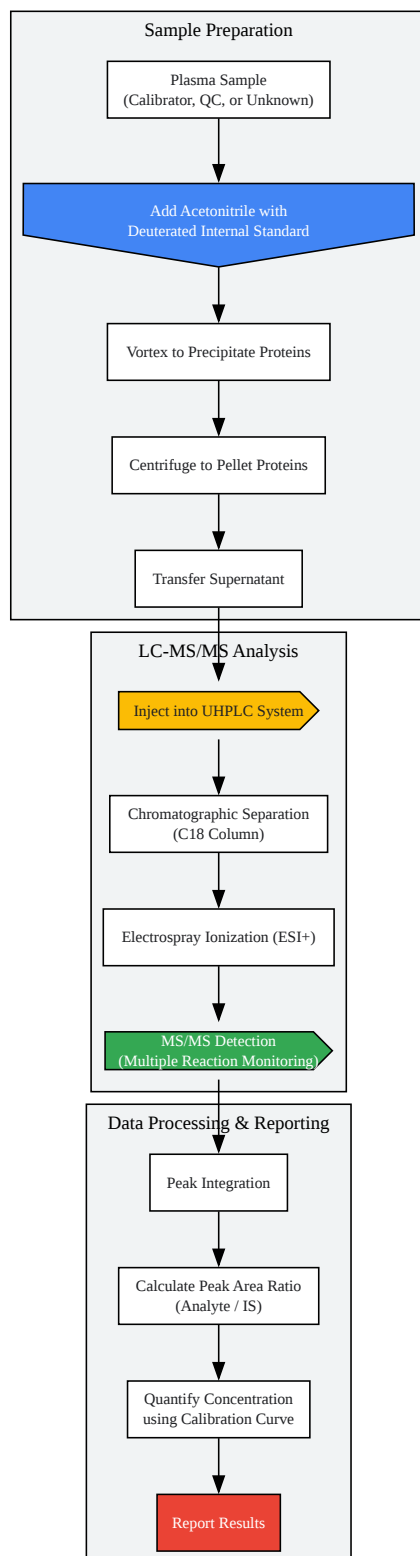 Sample Preparation
Plasma Sample
(Calibrator, QC, or Unknown)
Add Acetonitrile with
Deuterated Internal Standard
Vortex to Precipitate Proteins
Centrifuge to Pellet Proteins
Transfer Supernatant
LC-MS/MS Analysis
Inject into UHPLC System
Chromatographic Separation
(C18 Column)
Electrospray Ionization (ESI+)
MS/MS Detection
(Multiple Reaction Monitoring)
Data Processing & Reporting
Peak Integration
Calculate Peak Area Ratio
(Analyte / IS)
Quantify Concentration
using Calibration Curve
Report Results